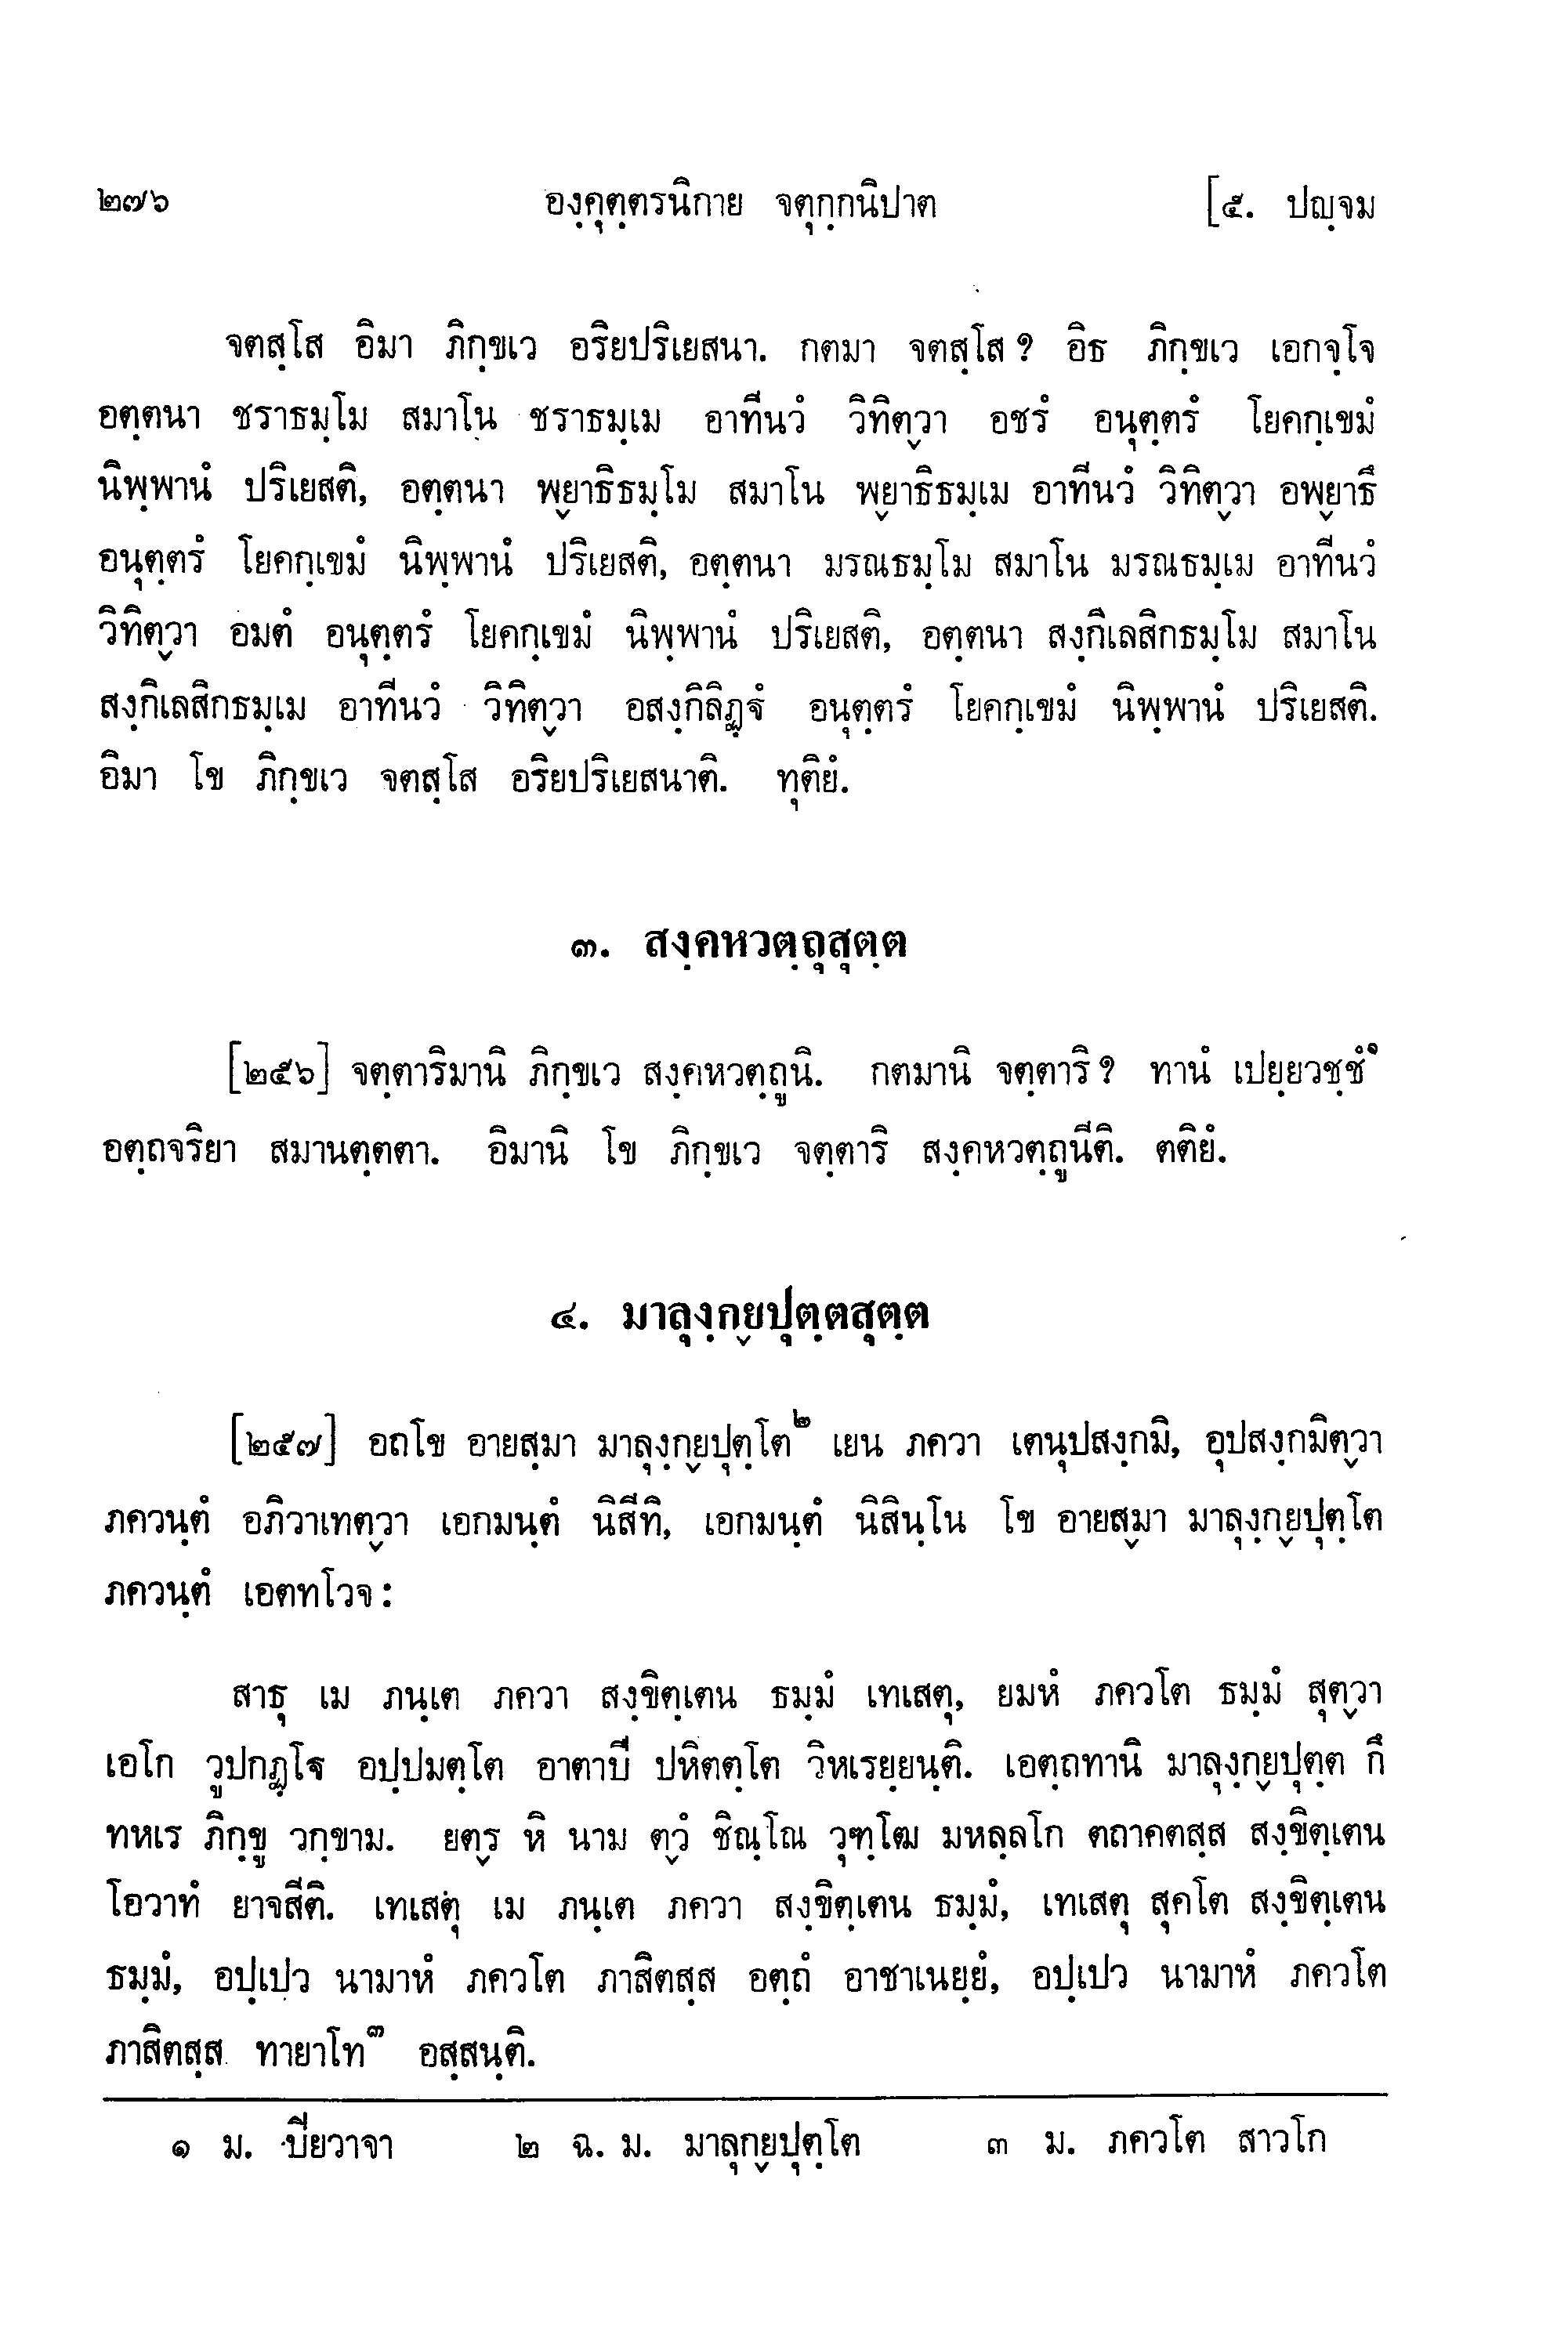 ๒๗๖ องฺคุตฺตรนิกาย จตุกฺกนิปาต [๕. ปญฺจม
จตสฺโส อิมา ภิกฺขเว อริยปริเยสนา. กตมา จตสฺโส ? อิธ ภิกฺขเว เอกจฺโจ
อตฺตนา ชราธมฺโม สมาโน ชราธมฺเม อาทีนวํ วิทิตฺวา อชรํ อนุตฺตรํ โยคกฺเขมํ
นิพฺพานํ ปริเยสติ, อตฺตนา พฺยาธิธมฺโม สมาโน พฺยาธิธมฺเม อาทีนวํ วิทิตฺวา อพฺยาธึ
อนุตฺตรํ โยคกฺเขมํ นิพฺพานํ ปริเยสติ, อตฺตนา มรณธมฺโม สมาโน มรณธมฺเม อาทีนวํ
วิทิตฺวา อมตํ อนุตฺตรํ โยคกฺเขมํ นิพฺพานํ ปริเยสติ, อตฺตนา สงฺกิเลสิกธมฺโม สมาโน
สงฺกิเลสิกธมฺเม อาทีนวํ วิทิตฺวา อสงฺกิลิฏฺฐํ อนุตฺตรํ โยคกฺเขมํ นิพฺพานํ ปริเยสติ.
อิมา โข ภิกฺขเว จตสฺโส อริยปริเยสนาติ. ทุติยํ.
๓. สงฺคหวตฺถุสุตฺต
[๒๕๖] จตฺตาริมานิ ภิกฺขเว สงฺคหวตฺถูนิ. กตมานิ จตฺตาริ ? ทานํ เปยฺยวชฺชํ๑
อตฺถจริยา สมานตฺตตา. อิมานิ โข ภิกฺขเว จตฺตาริ สงฺคหวตฺถูนีติ. ตติยํ.
๔. มาลุงฺกฺยปุตฺตสุตฺต
[๒๕๗] อถโข อายสฺมา มาลุงฺกฺยปุตฺโต๒ เยน ภควา เตนุปสงฺกมิ, อุปสงฺกมิตฺวา
ภควนฺตํ อภิวาเทตฺวา เอกมนฺตํ นิสีทิ, เอกมนฺตํ นิสินฺโน โข อายสฺมา มาลุงฺกฺยปุตฺโต
ภควนฺตํ เอตทโวจ :
สาธุ เม ภนฺเต ภควา สงฺขิตฺเตน ธมฺมํ เทเสตุ, ยมหํ ภควโต ธมฺมํ สุตฺวา
เอโก วูปกฏฺโฐ อปฺปมตฺโต อาตาปี ปหิตตฺโต วิหเรยฺยนฺติ. เอตฺถทานิ มาลุงฺกฺยปุตฺต กึ
ทหเร ภิกฺขู วกฺขาม. ยตฺร หิ นาม ตฺวํ ชิณฺโณ วุฑฺโฒ มหลฺลโก ตถาคตสฺส สงฺขิตฺเตน
โอวาทํ ยาจสีติ. เทเสตุ เม ภนฺเต ภควา สงฺขิตฺเตน ธมฺมํ, เทเสตุ สุคโต สงฺขิตฺเตน
ธมฺมํ, อปฺเปว นามาหํ ภควโต ภาสิตสฺส อตฺถํ อาชาเนยฺยํ, อปฺเปว นามาหํ ภควโต
ภาสิตสฺส ทายาโท๓ อสฺสนฺติ.
๑ ม. ปิยวาจา ๒ ฉ. ม. มาลุกฺยปุตฺโต ๓ ม. ภควโต สาวโก